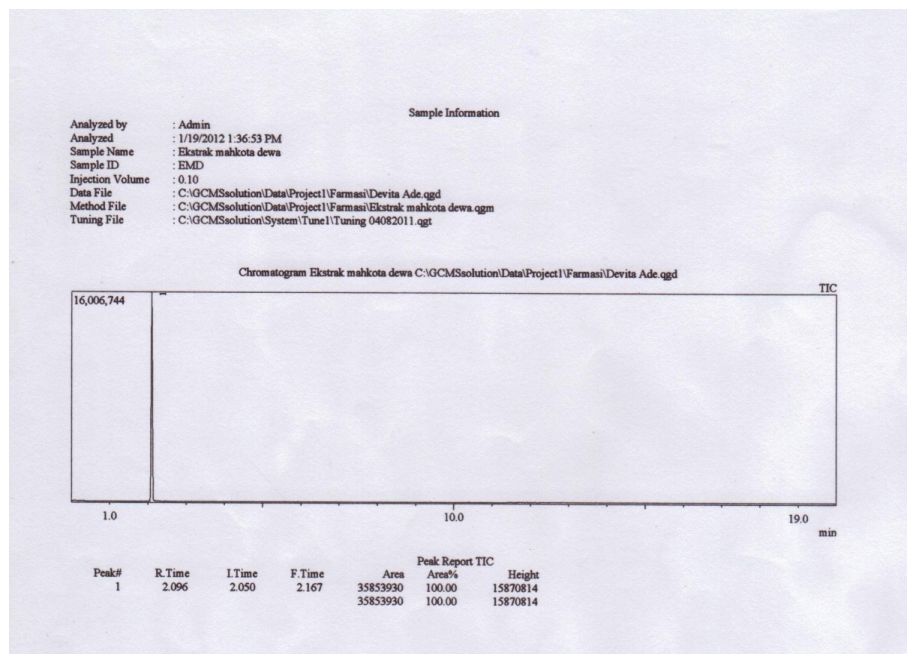 Sample Information
Analyzed by : Admin
Analyzed : 1/19/2012 1:36:53 PM
Sample Name : Ekstrak mahkota dewa
Sample ID : EMD
Injection Volume : 0.10
Data File : C:\GCMSsolution\Data\Project1\Farmasi\Devita Ade.qgd
Method File : C:\GCMSsolution\Data\Project1\Farmasi\Ekstrak mahkota dewa.qgm
Tuning File : C:\GCMSsolution\System\Tune1\Tuning 04082011.qgt
Chromatogram Ekstrak mahkota dewa C:\GCMSsolution\Data\Project1\Farmasi\Devita Ade.qgd
TIC
16,006,744
1.0 10.0 19.0
min
Peak Report TIC
Peak# R.Time I.Time F.Time Area Area% Height
1 2.096 2.050 2.167 35853930 100.00 15870814
35853930 100.00 15870814